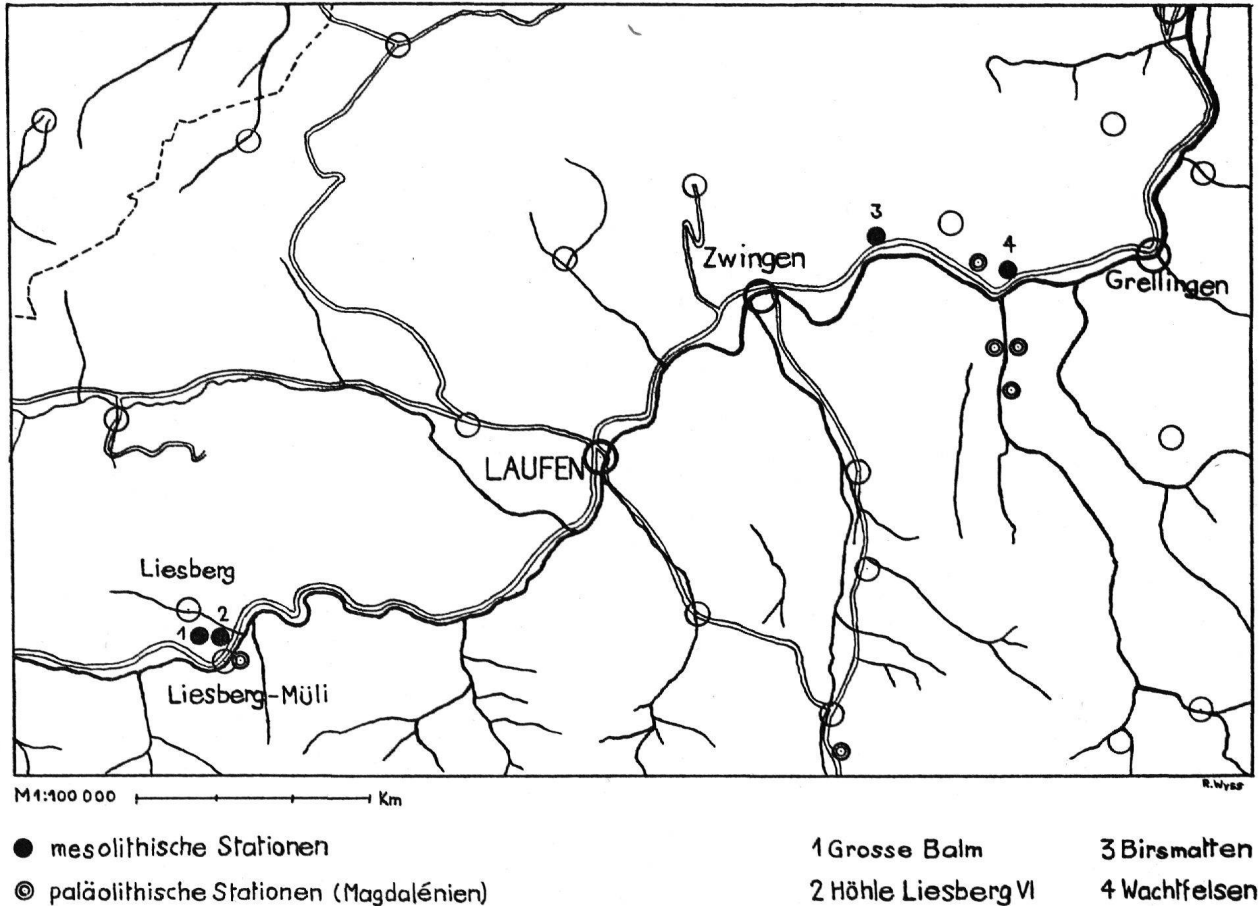 3
4
Zwingen
Grellingen
LAUFEN
Liesberg
2
1
Liesberg-Müli
M 1:100 000 Km
R. Wyss
mesolithische Stationen
paläolithische Stationen (Magdalénien)
1 Grosse Balm
2 Höhle Liesberg VI
3 Birsmatten
4 Wachtfelsen